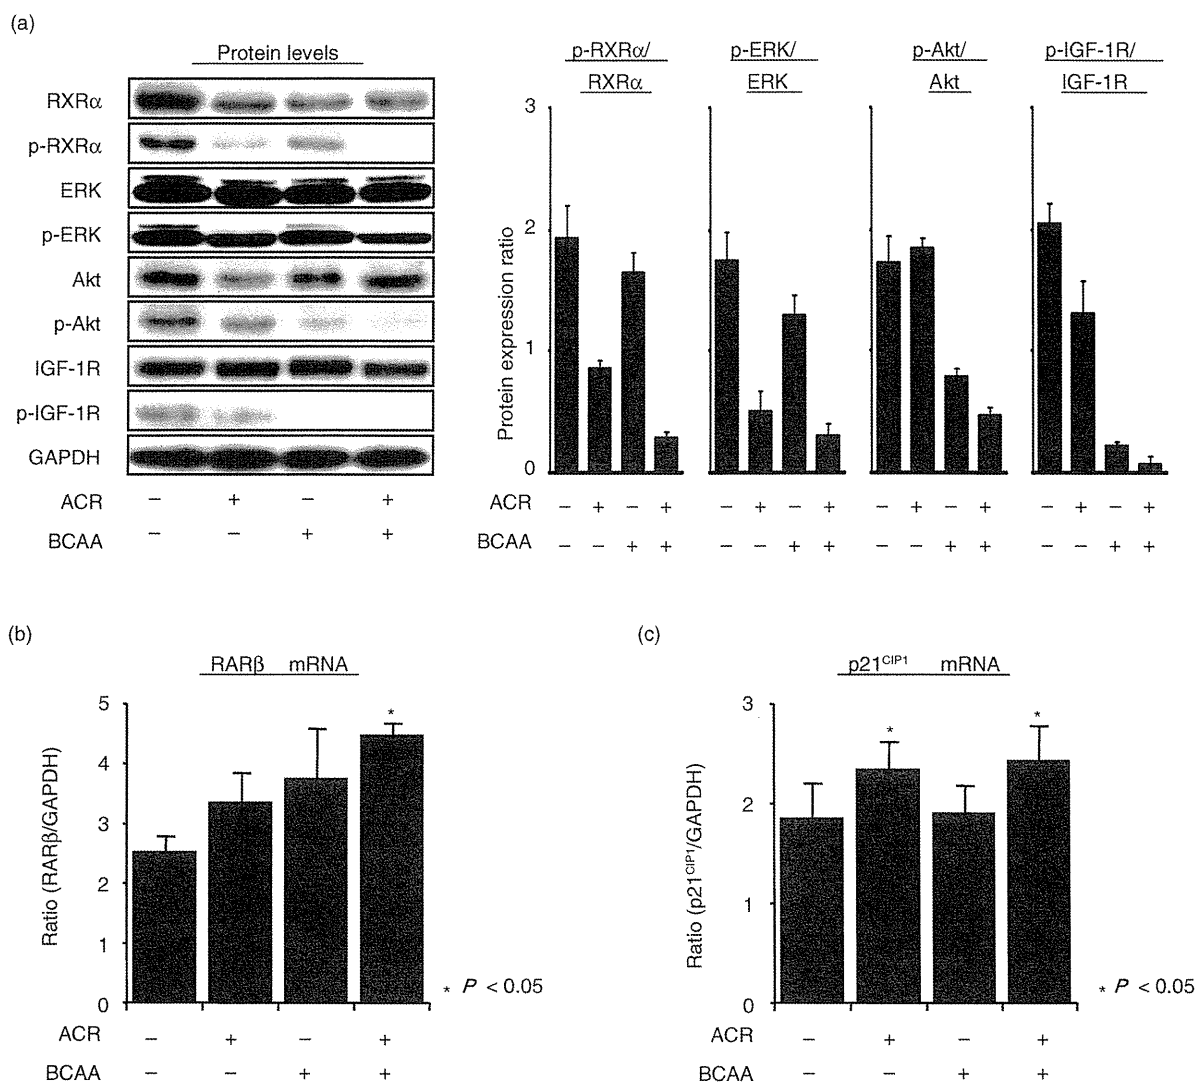 (a)
Protein levels
RXRα
p-RXRα
ERK
p-ERK
Akt
p-Akt
IGF-1R
p-IGF-1R
GAPDH
ACR − + − +
BCAA − − + +
p-RXRα/ p-ERK/ p-Akt/ p-IGF-1R/
RXRα ERK Akt IGF-1R
Protein expression ratio
3
2
1
0
ACR − + − + − + − + − + − + − + − +
BCAA − − + + − − + + − − + + − − + +
(b)
RARβ mRNA
Ratio (RARβ/GAPDH)
5
4
3
2
1
0
*
* P < 0.05
ACR − + − +
BCAA − − + +
(c)
p21CIP1 mRNA
Ratio (p21CIP1/GAPDH)
3
2
1
0
* *
* P < 0.05
ACR − + − +
BCAA − − + +